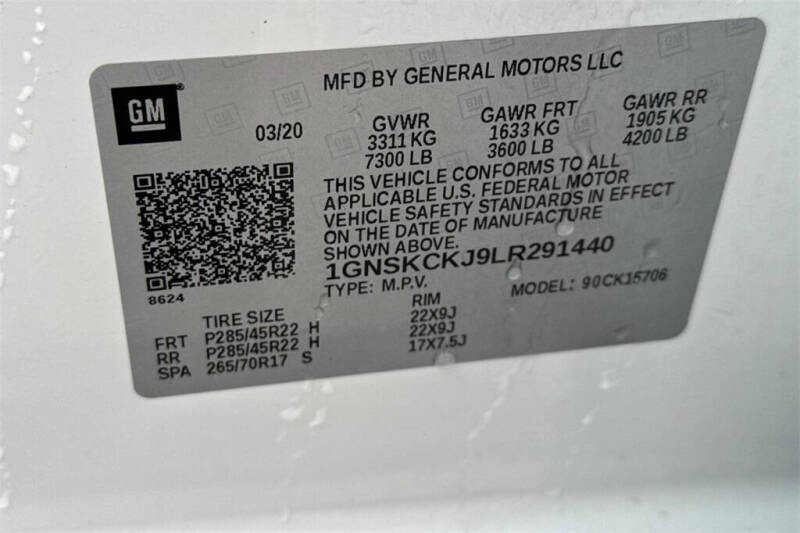 MFD BY GENERAL MOTORS LLC
GM
03/20
GVWR GAWR FRT GAWR RR
3311 KG 1633 KG 1905 KG
7300 LB 3600 LB 4200 LB
THIS VEHICLE CONFORMS TO ALL
APPLICABLE U.S. FEDERAL MOTOR
VEHICLE SAFETY STANDARDS IN EFFECT
ON THE DATE OF MANUFACTURE
SHOWN ABOVE.
1GNSKCKJ9LR291440
TYPE: M.P.V. MODEL: 90CK15706
8624
TIRE SIZE RIM
FRT P285/45R22 H 22X9J
RR P285/45R22 H 22X9J
SPA 265/70R17 S 17X7.5J